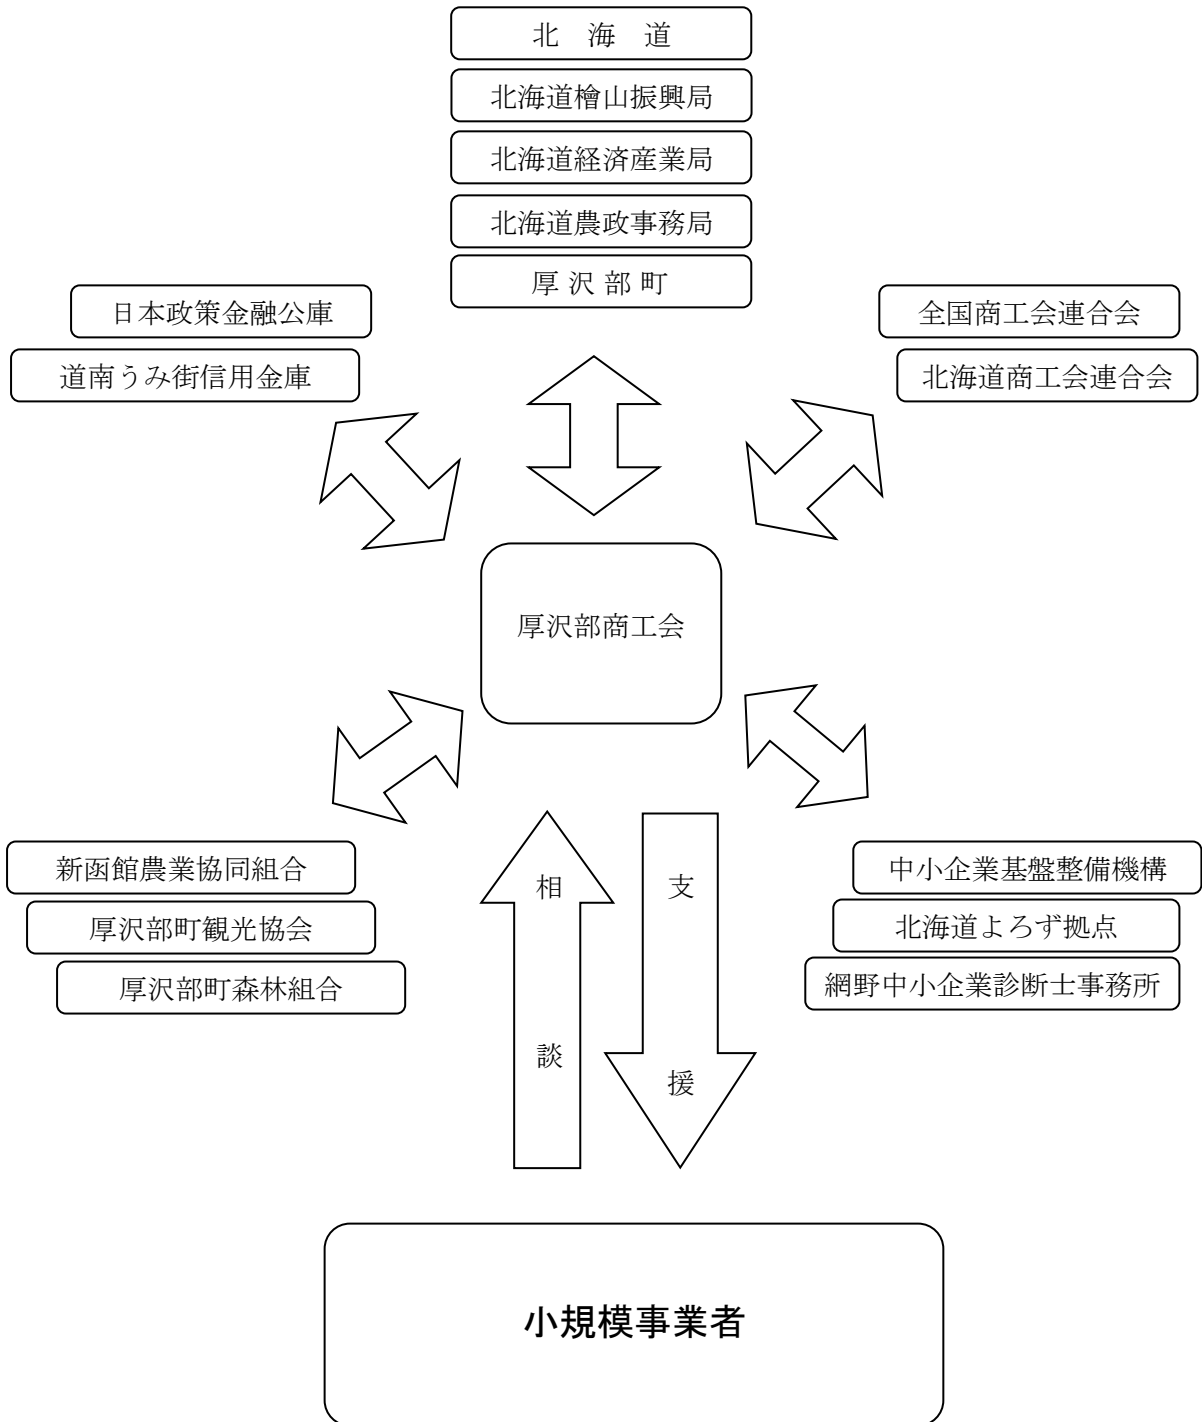 北　海　道
北海道檜山振興局
北海道経済産業局
北海道農政事務局
厚 沢 部 町
日本政策金融公庫
道南うみ街信用金庫
全国商工会連合会
北海道商工会連合会
厚沢部商工会
新函館農業協同組合
厚沢部町観光協会
厚沢部町森林組合
相
談
支
援
中小企業基盤整備機構
北海道よろず拠点
網野中小企業診断士事務所
小規模事業者